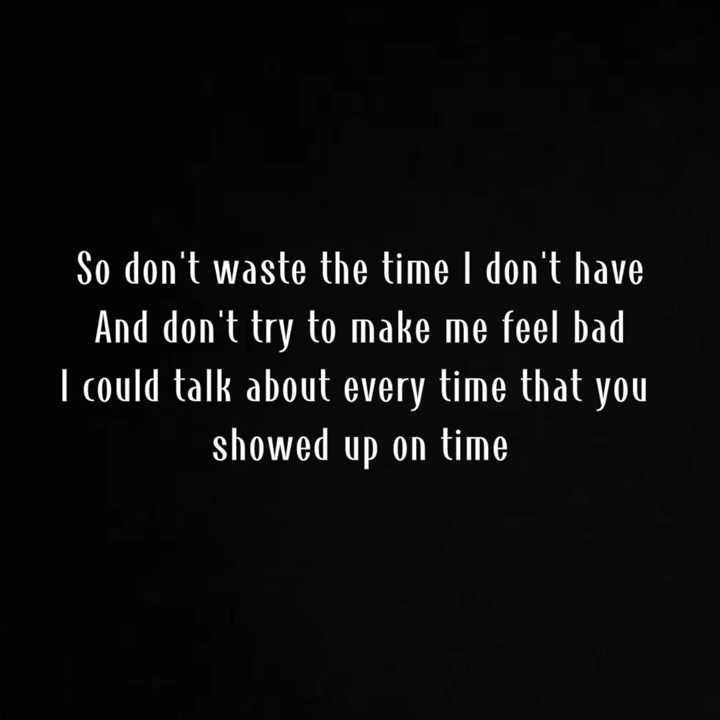 So don't waste the time I don't have
And don't try to make me feel bad
I could talk about every time that you
showed up on time